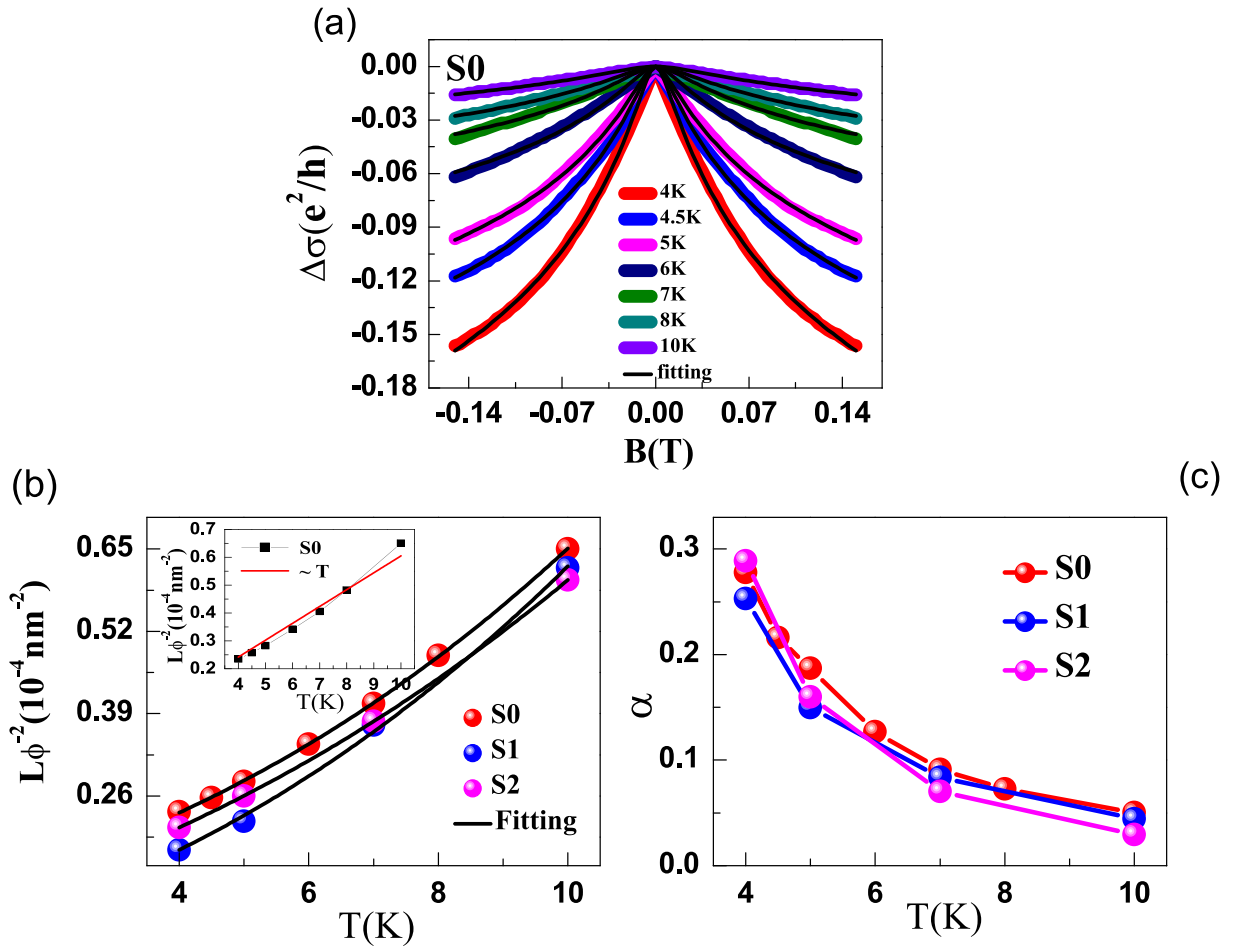 (a)
S0
0.00
-0.03
-0.06
-0.09
-0.12
-0.15
-0.18
Δσ(e²/h)
4K
4.5K
5K
6K
7K
8K
10K
fitting
-0.14 -0.07 0.00 0.07 0.14
B(T)
(b)
0.65
0.52
0.39
0.26
Lϕ⁻²(10⁻⁴nm⁻²)
0.7
0.6
0.5
0.4
0.3
0.2
Lϕ⁻²(10⁻⁴nm⁻²)
S0
~ T
4 5 6 7 8 9 10
T(K)
S0
S1
S2
Fitting
4 6 8 10
T(K)
(c)
0.3
0.2
0.1
0.0
α
S0
S1
S2
4 6 8 10
T(K)